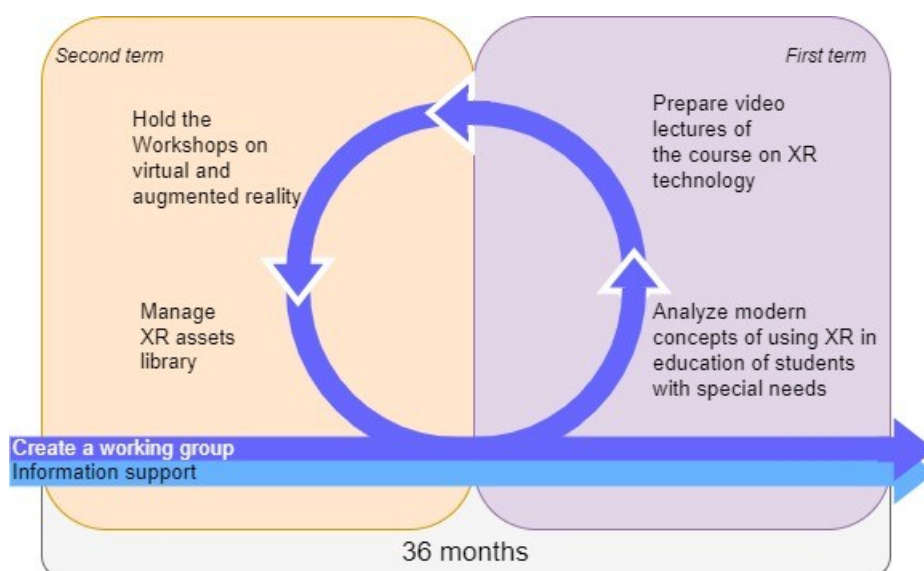 Second term
First term
Hold the
Workshops on
virtual and
augmented reality
Prepare video
lectures of
the course on XR
technology
Manage
XR assets
library
Analyze modern
concepts of using XR in
education of students
with special needs
Create a working group
Information support
36 months